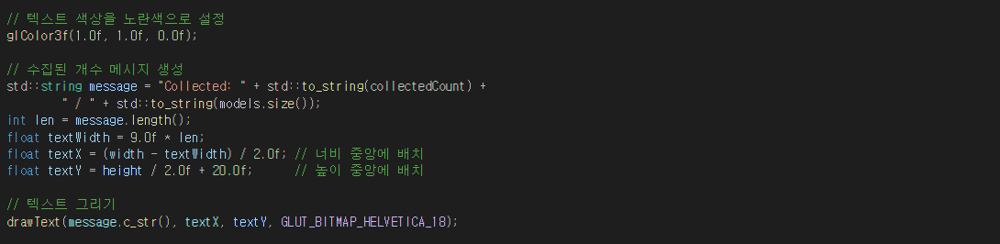 // 텍스트 색상을 노란색으로 설정
glColor3f(1.0f, 1.0f, 0.0f);
// 수집된 개수 메시지 생성
std::string message = "Collected: " + std::to_string(collectedCount) +
" / " + std::to_string(models.size());
int len = message.length();
float textWidth = 9.0f * len;
float textX = (width - textWidth) / 2.0f; // 너비 중앙에 배치
float textY = height / 2.0f + 20.0f; // 높이 중앙에 배치
// 텍스트 그리기
drawText(message.c_str(), textX, textY, GLUT_BITMAP_HELVETICA_18);